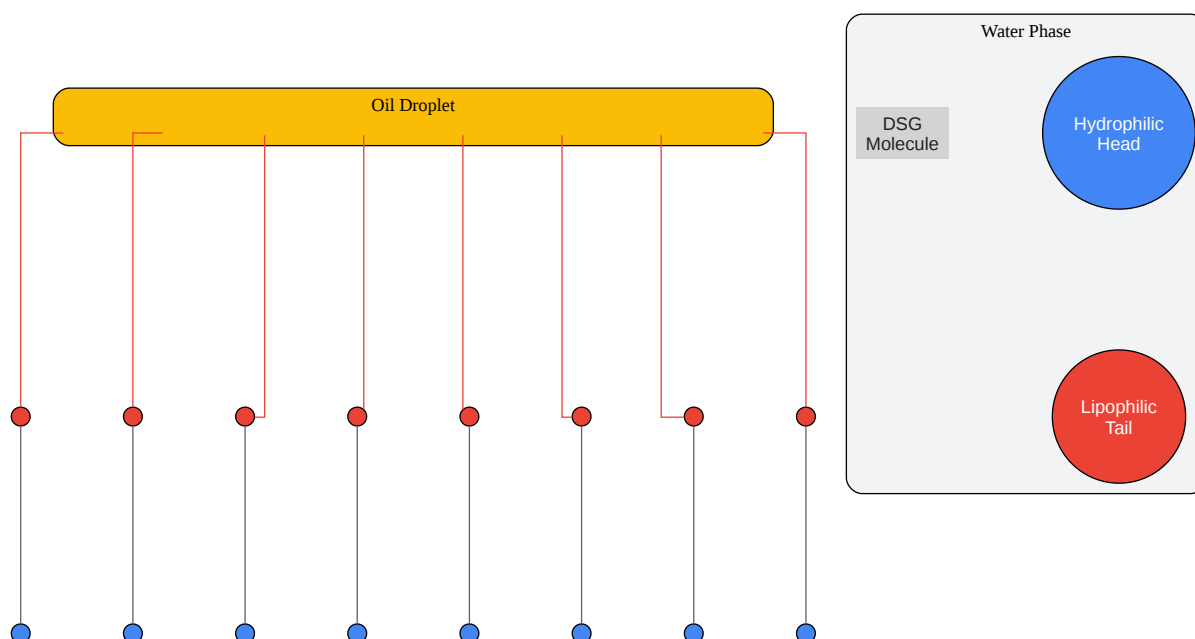 Water Phase
Oil Droplet
DSG
Molecule
Hydrophilic
Head
Lipophilic
Tail